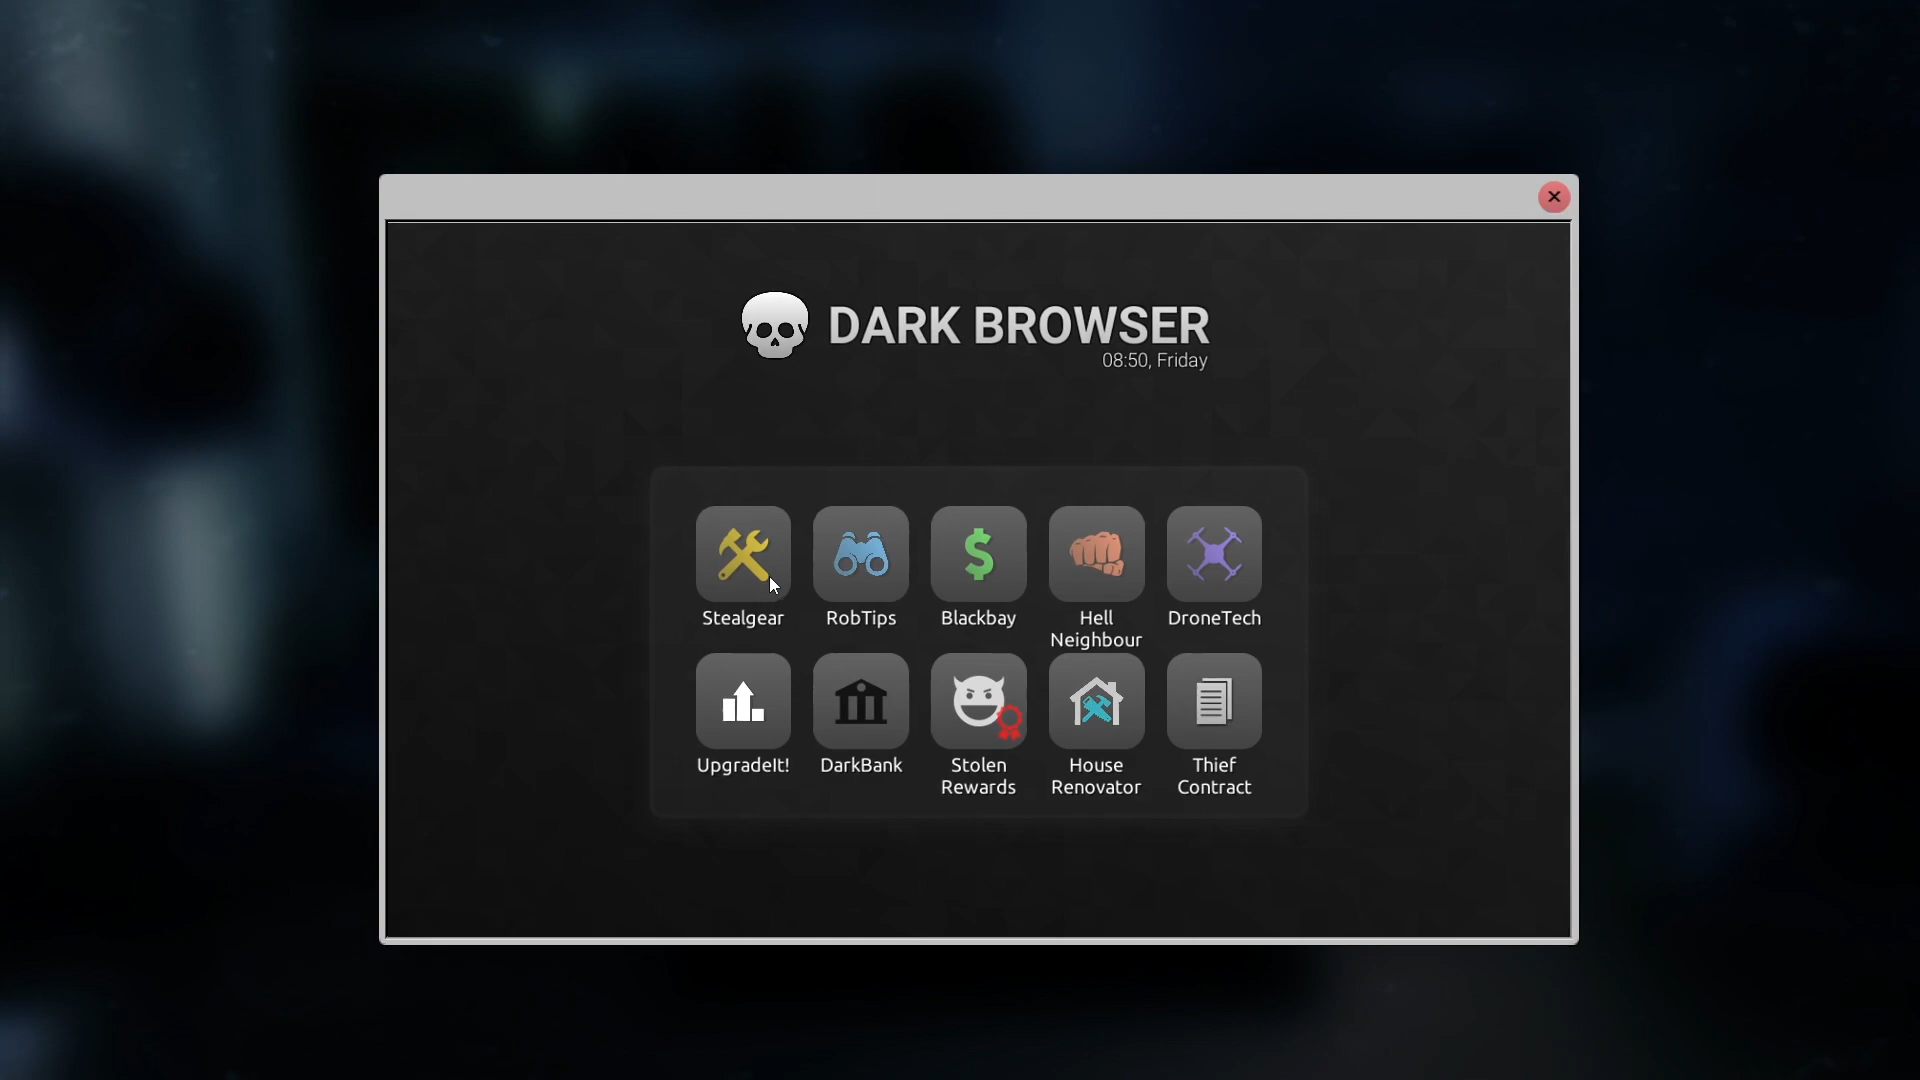 DARK BROWSER
08:50, Friday
Stealgear
RobTips
Blackbay
Hell
Neighbour
DroneTech
UpgradeIt!
DarkBank
Stolen
Rewards
House
Renovator
Thief
Contract